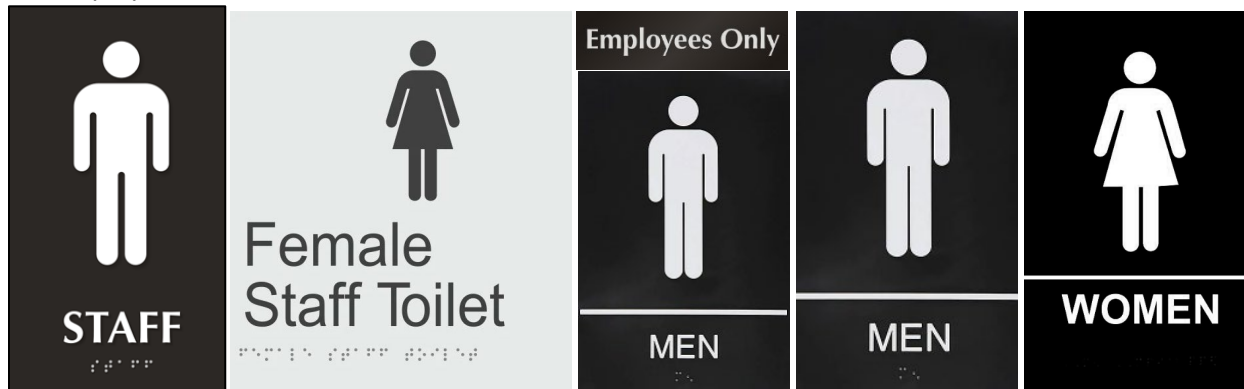 STAFF
Female
Staff Toilet
Employees Only
MEN
MEN
WOMEN